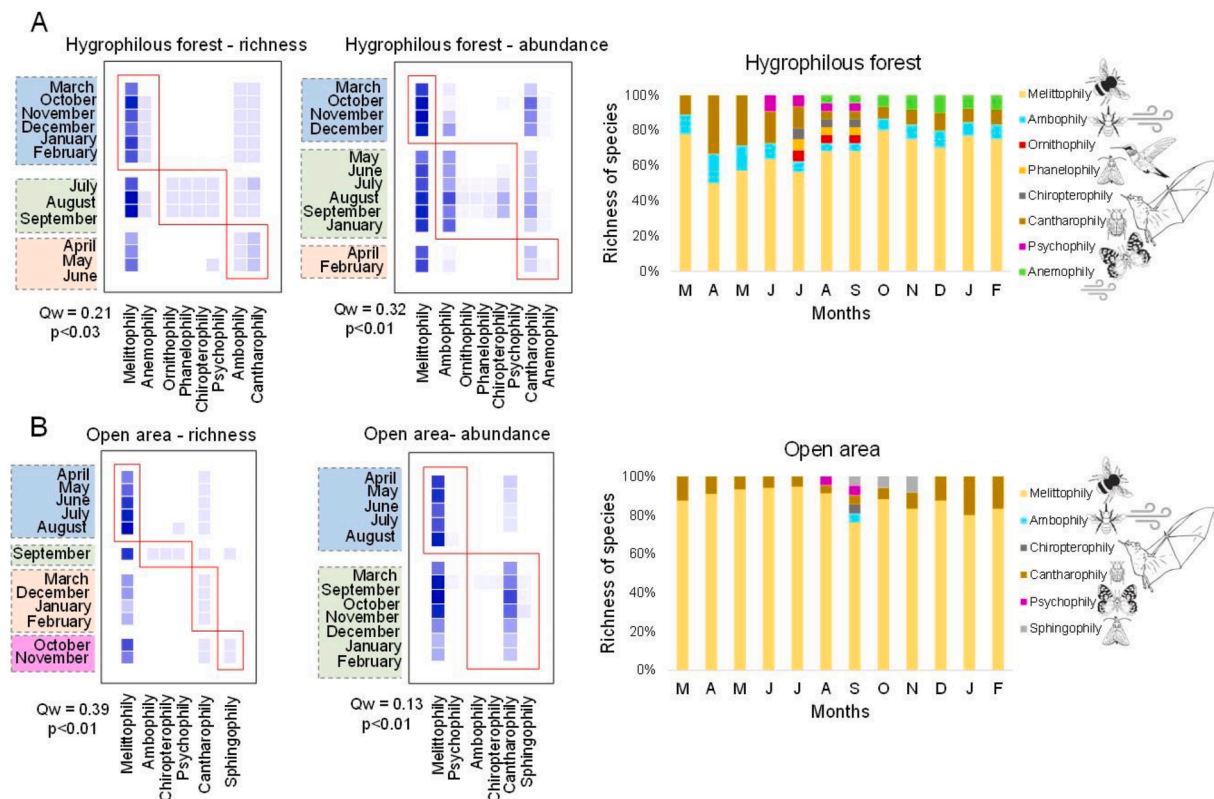 A
Hygrophilous forest - richness
March
October
November
December
January
February
July
August
September
April
May
June
Qw = 0.21
p<0.03
Melittophily
Anemophily
Ornithophily
Phanelophily
Chiropterophily
Psychophily
Ambophily
Cantharophily
Hygrophilous forest - abundance
March
October
November
December
May
June
July
August
September
January
April
February
Qw = 0.32
p<0.01
Melittophily
Ambophily
Ornithophily
Phanelophily
Chiropterophily
Psychophily
Cantharophily
Anemophily
Hygrophilous forest
Richness of species
100%
80%
60%
40%
20%
0%
M A M J J A S O N D J F
Months
Melittophily
Ambophily
Ornithophily
Phanelophily
Chiropterophily
Cantharophily
Psychophily
Anemophily
B
Open area - richness
April
May
June
July
August
September
March
December
January
February
October
November
Qw = 0.39
p<0.01
Melittophily
Ambophily
Chiropterophily
Psychophily
Cantharophily
Sphingophily
Open area- abundance
April
May
June
July
August
March
September
October
November
December
January
February
Qw = 0.13
p<0.01
Melittophily
Psychophily
Ambophily
Chiropterophily
Cantharophily
Sphingophily
Open area
Richness of species
100%
80%
60%
40%
20%
0%
M A M J J A S O N D J F
Months
Melittophily
Ambophily
Chiropterophily
Cantharophily
Psychophily
Sphingophily